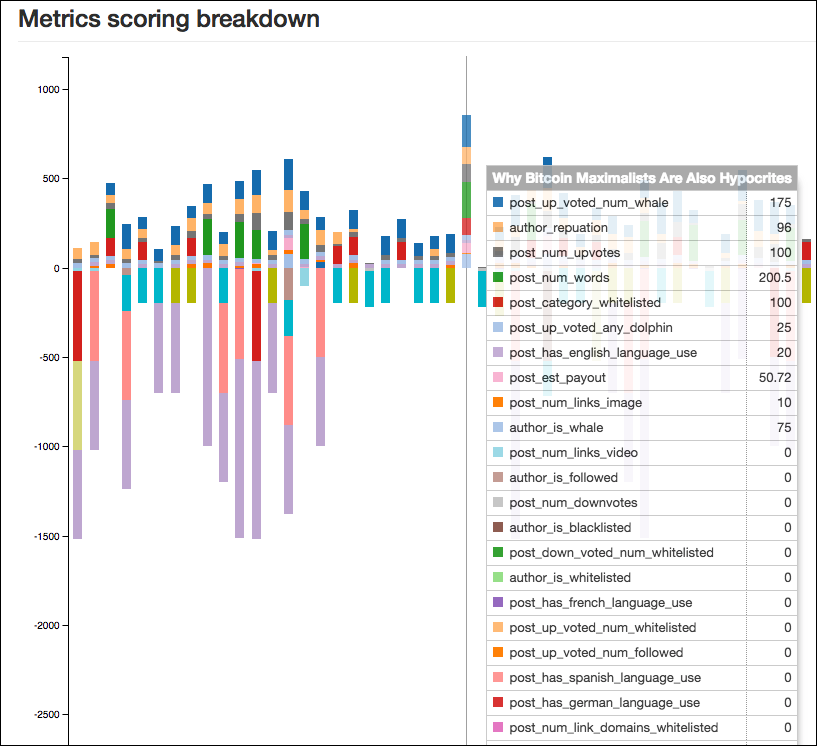 Metrics scoring breakdown
1000
500
0
-500
-1000
-1500
-2000
-2500
Why Bitcoin Maximalists Are Also Hypocrites
post_up_voted_num_whale 175
author_repuation 96
post_num_upvotes 100
post_num_words 200.5
post_category_whitelisted 100
post_up_voted_any_dolphin 25
post_has_english_language_use 20
post_est_payout 50.72
post_num_links_image 10
author_is_whale 75
post_num_links_video 0
author_is_followed 0
post_num_downvotes 0
author_is_blacklisted 0
post_down_voted_num_whitelisted 0
author_is_whitelisted 0
post_has_french_language_use 0
post_up_voted_num_whitelisted 0
post_up_voted_num_followed 0
post_has_spanish_language_use 0
post_has_german_language_use 0
post_num_link_domains_whitelisted 0